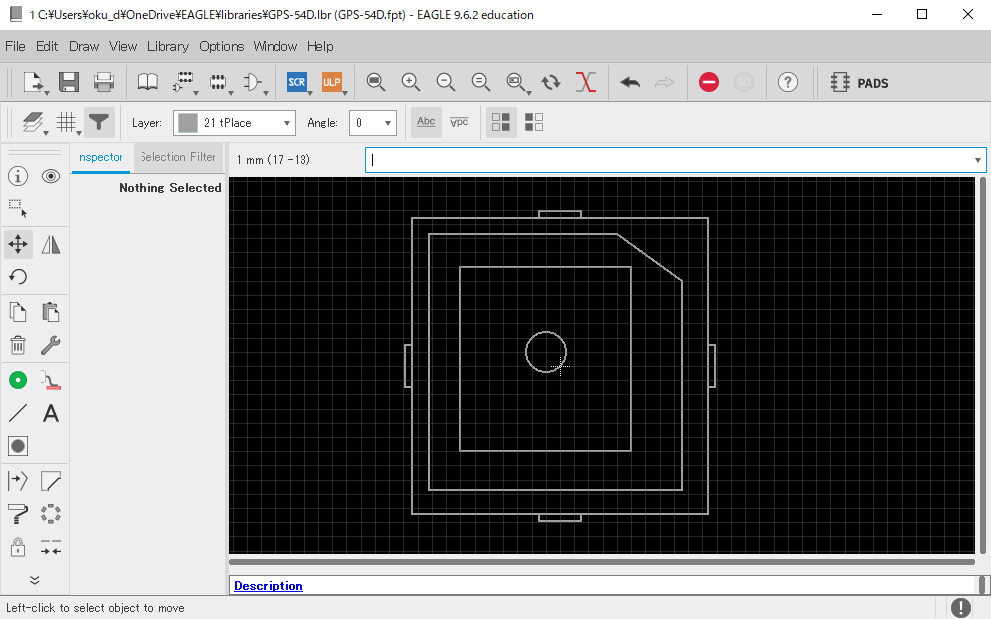 1 C:¥Users¥oku_d¥OneDrive¥EAGLE¥libraries¥GPS-54D.lbr (GPS-54D.fpt) - EAGLE 9.6.2 education
File Edit Draw View Library Options Window Help
SCR ULP GO ? PADS
Layer: 21 tPlace Angle: 0 Abc Abc
nspector Selection Filter 1 mm (17 -13)
Nothing Selected
A
Description
Left-click to select object to move